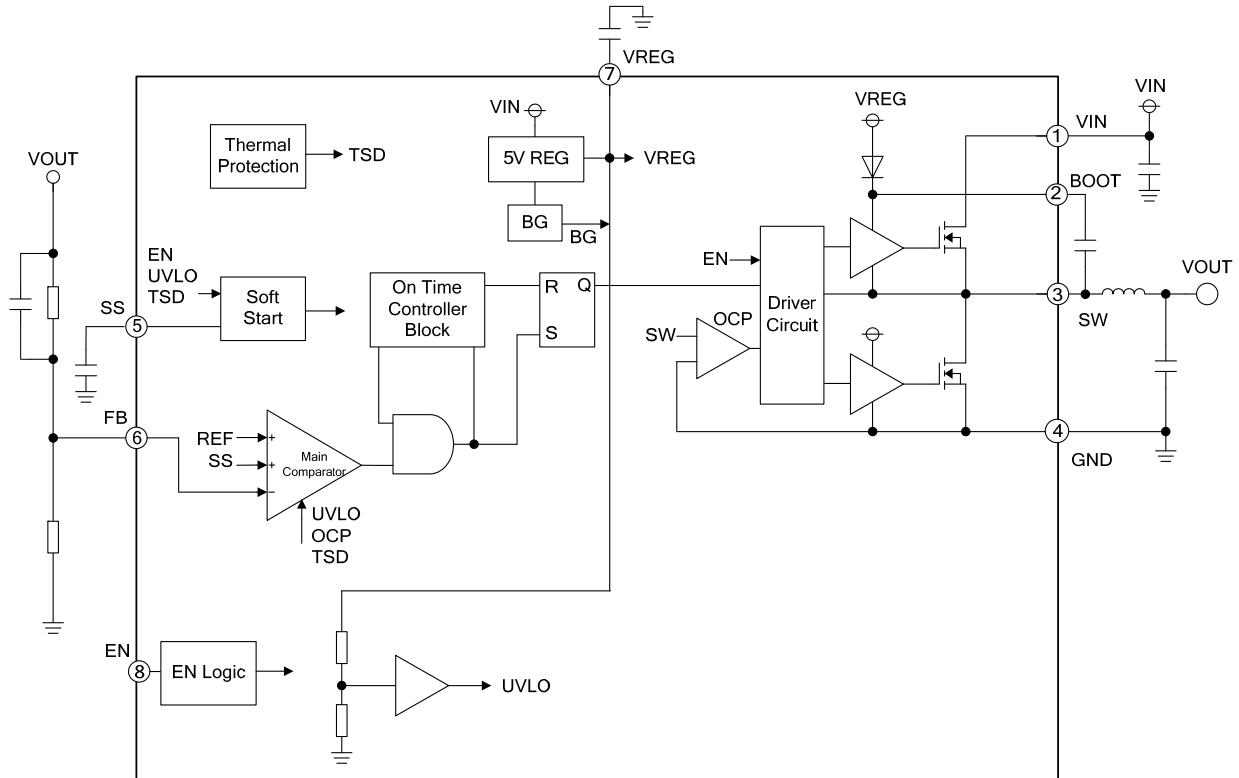 VREG
7
VIN
VREG
VIN
1
VIN
Thermal
Protection
TSD
5V REG
VREG
VOUT
2
BOOT
BG
BG
EN
UVLO
TSD
Soft
Start
On Time
Controller
Block
R
Q
S
EN
Driver
Circuit
VOUT
3
SW
SS
5
SW
OCP
FB
6
REF
+
SS
+
Main
Comparator
−
4
GND
UVLO
OCP
TSD
EN
8
EN Logic
UVLO